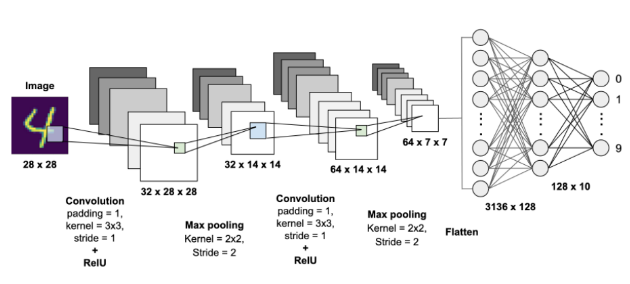 Image
28 x 28
32 x 28 x 28
Convolution
padding = 1,
kernel = 3x3,
stride = 1
+
RelU
32 x 14 x 14
Max pooling
Kernel = 2x2,
Stride = 2
64 x 14 x 14
Convolution
padding = 1,
kernel = 3x3,
stride = 1
+
RelU
64 x 7 x 7
Max pooling
Kernel = 2x2,
Stride = 2
Flatten
3136 x 128
128 x 10
0
1
9